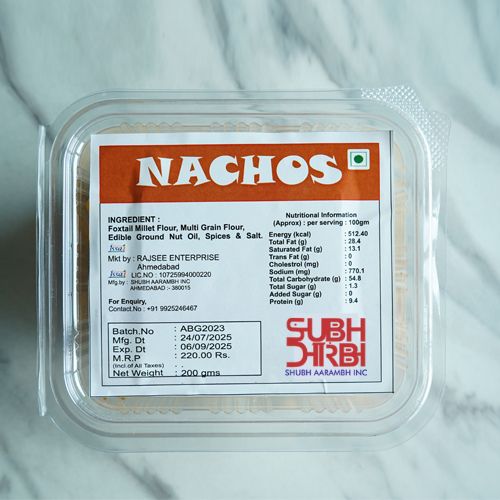 NACHOS
INGREDIENT :
Foxtail Millet Flour, Multi Grain Flour,
Edible Ground Nut Oil, Spices & Salt.
fssai
Mkt by : RAJSEE ENTERPRISE
Ahmedabad
fssai LIC.NO : 10725994000220
Mfg.by : SHUBH AARAMBH INC
AHMEDABAD - 380015
For Enquiry,
Contact.No : +91 9925246467
Nutritional Information
(Approx) : per serving : 100gm
Energy (kcal) : 512.40
Total Fat (g) : 28.4
Saturated Fat (g) : 13.1
Trans Fat (g) : 0
Cholestrol (mg) : 0
Sodium (mg) : 770.1
Total Carbohydrate (g) : 54.8
Total Sugar (g) : 1.3
Added Sugar (g) : 0
Protein (g) : 9.4
Batch.No : ABG2023
Mfg. Dt : 24/07/2025
Exp. Dt : 06/09/2025
M.R.P : 220.00 Rs.
(Incl.of All Taxes) : .
Net Weight : 200 gms
SUBH
SHUBH AARAMBH INC